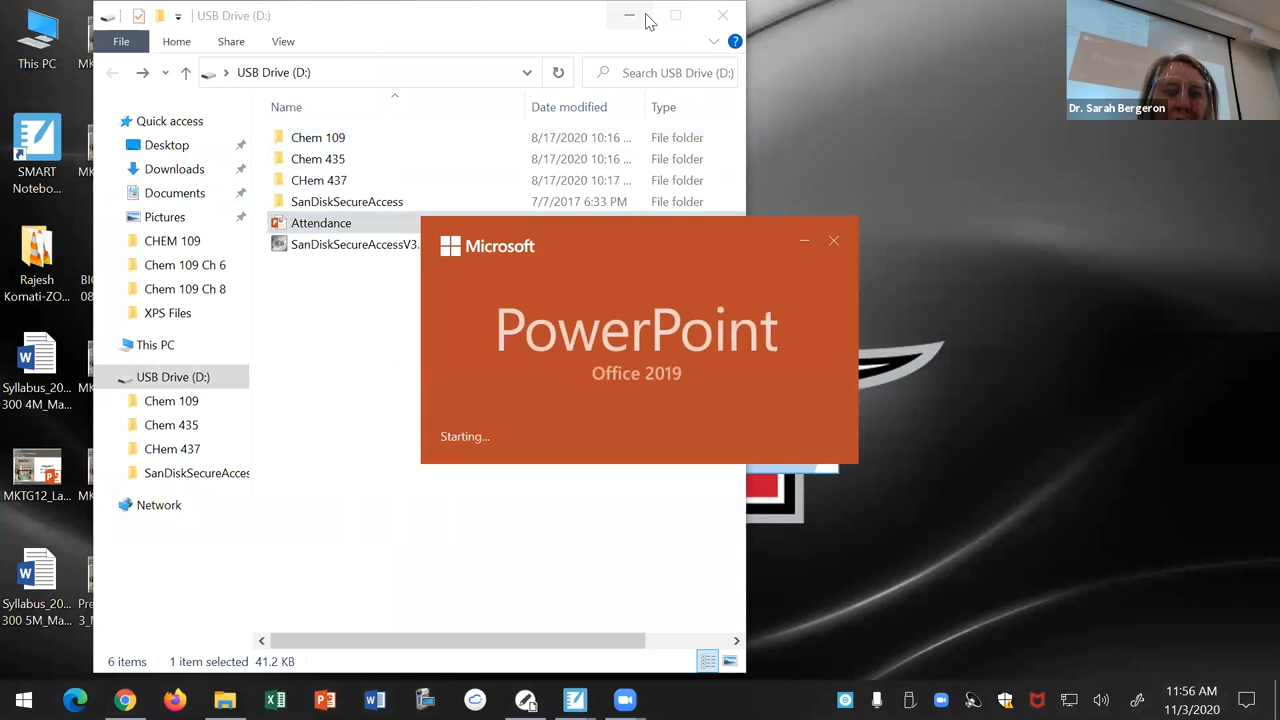 This PC
SMART
Notebo...
Rajesh
Komati-ZO...
Syllabus_20...
300 4M_Ma...
MKTG12_La...
Syllabus_20...
300 5M_Ma...
USB Drive (D:)
File
Home
Share
View
?
USB Drive (D:)
Search USB Drive (D:)
Quick access
Desktop
Downloads
Documents
Pictures
CHEM 109
Chem 109 Ch 6
Chem 109 Ch 8
XPS Files
This PC
USB Drive (D:)
Chem 109
Chem 435
CHem 437
SanDiskSecureAcces
Network
Name
Date modified
Type
Chem 109
8/17/2020 10:16 ...
File folder
Chem 435
8/17/2020 10:16 ...
File folder
CHem 437
8/17/2020 10:17 ...
File folder
SanDiskSecureAccess
7/7/2017 6:33 PM
File folder
Attendance
SanDiskSecureAccessV3.
Microsoft
PowerPoint
Office 2019
Starting...
6 items
1 item selected
41.2 KB
Dr. Sarah Bergeron
11:56 AM
11/3/2020